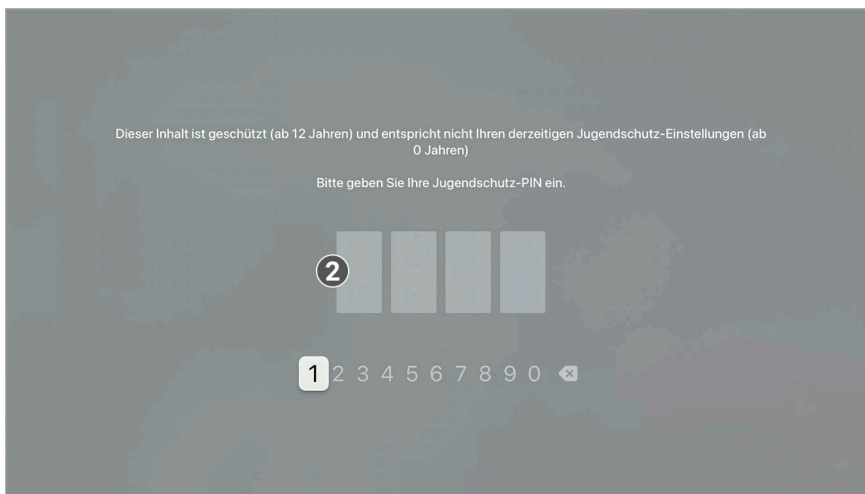 Dieser Inhalt ist geschützt (ab 12 Jahren) und entspricht nicht Ihren derzeitigen Jugendschutz-Einstellungen (ab
0 Jahren)
Bitte geben Sie Ihre Jugendschutz-PIN ein.
2
1 2 3 4 5 6 7 8 9 0